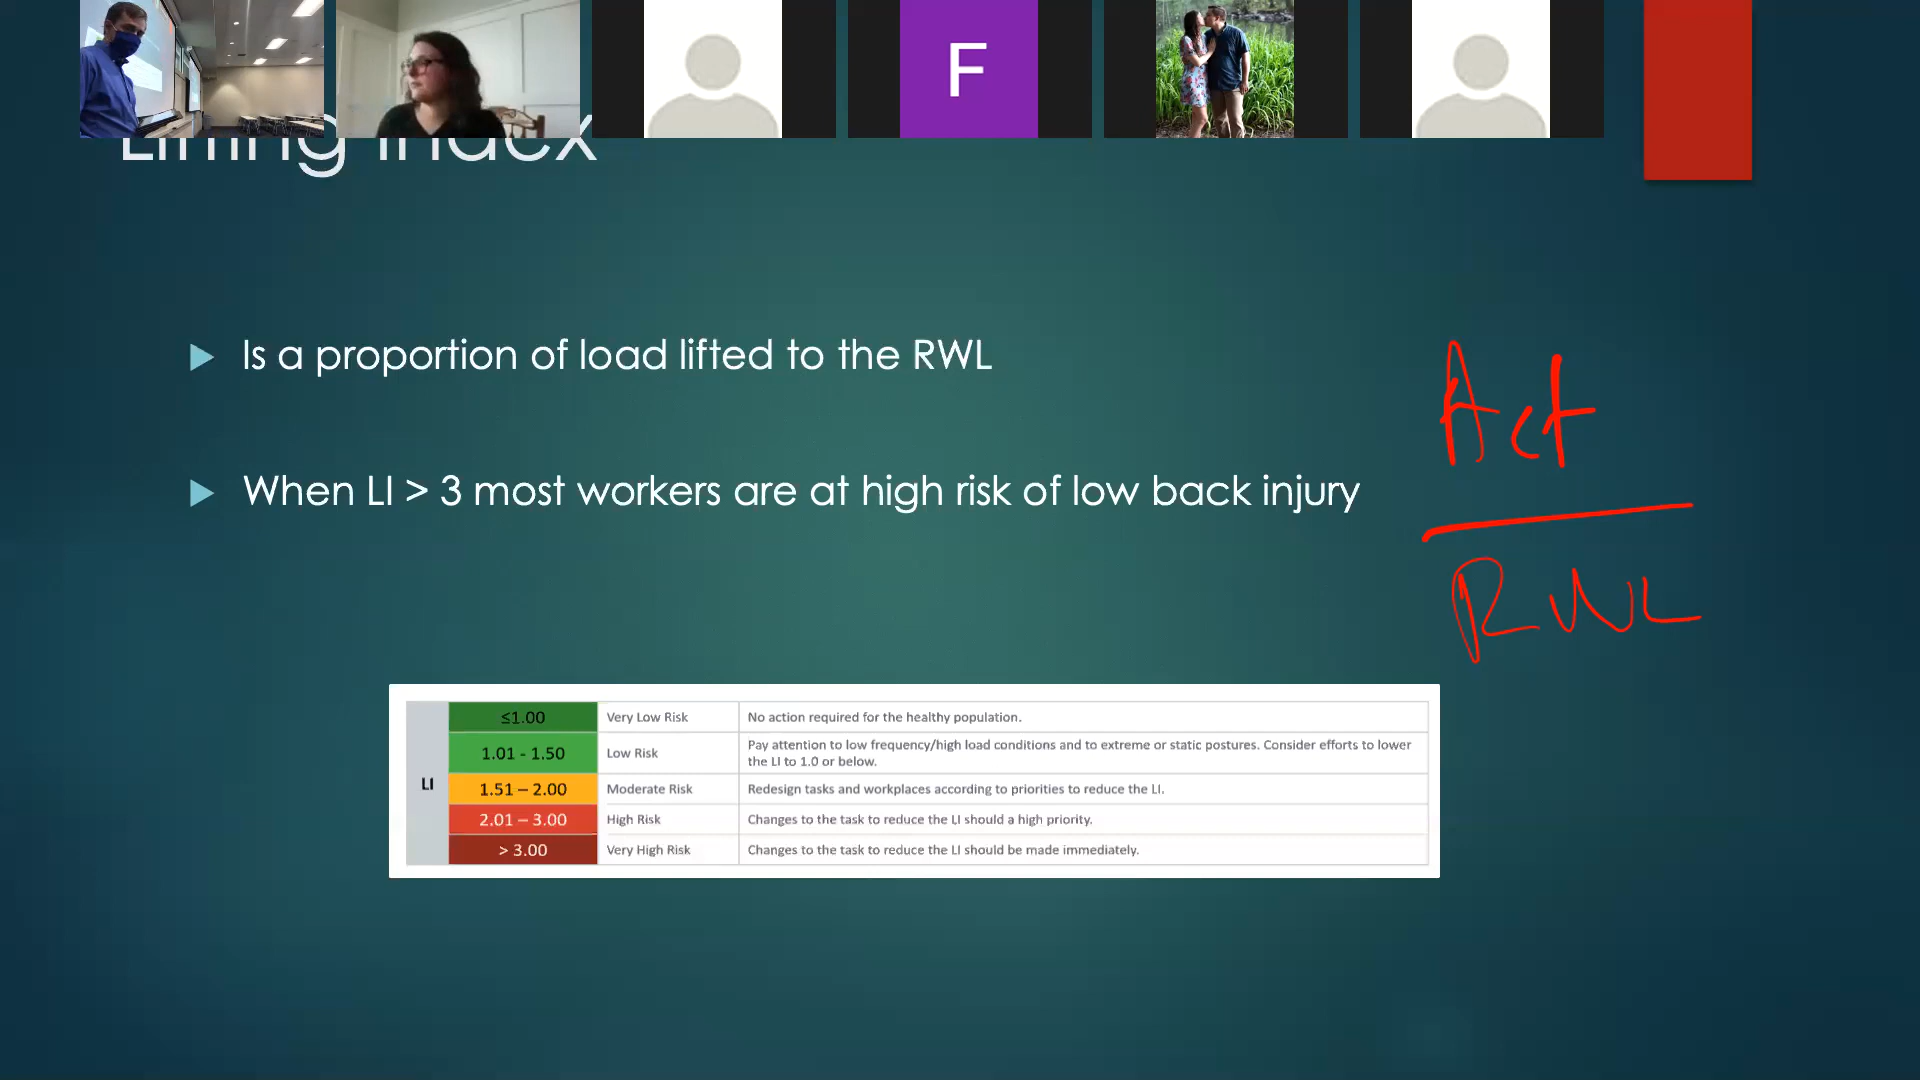 F
Lifting Index
Is a proportion of load lifted to the RWL
When LI > 3 most workers are at high risk of low back injury
Act
RWL
LI
≤1.00 Very Low Risk No action required for the healthy population.
1.01 - 1.50 Low Risk Pay attention to low frequency/high load conditions and to extreme or static postures. Consider efforts to lower
the LI to 1.0 or below.
1.51 – 2.00 Moderate Risk Redesign tasks and workplaces according to priorities to reduce the LI.
2.01 – 3.00 High Risk Changes to the task to reduce the LI should a high priority.
> 3.00 Very High Risk Changes to the task to reduce the LI should be made immediately.